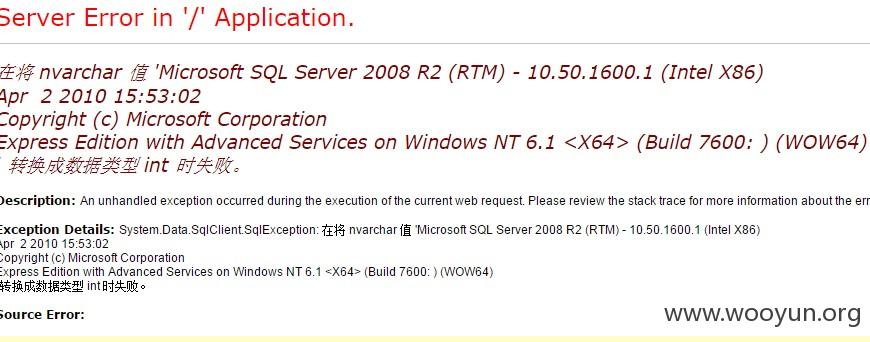 Server Error in '/' Application.
在将 nvarchar 值 'Microsoft SQL Server 2008 R2 (RTM) - 10.50.1600.1 (Intel X86)
Apr 2 2010 15:53:02
Copyright (c) Microsoft Corporation
Express Edition with Advanced Services on Windows NT 6.1 <X64> (Build 7600: ) (WOW64)
' 转换成数据类型 int 时失败。
Description: An unhandled exception occurred during the execution of the current web request. Please review the stack trace for more information about the err
Exception Details: System.Data.SqlClient.SqlException: 在将 nvarchar 值 'Microsoft SQL Server 2008 R2 (RTM) - 10.50.1600.1 (Intel X86)
Apr 2 2010 15:53:02
Copyright (c) Microsoft Corporation
Express Edition with Advanced Services on Windows NT 6.1 <X64> (Build 7600: ) (WOW64)
'转换成数据类型 int 时失败。
Source Error:
www.wooyun.org